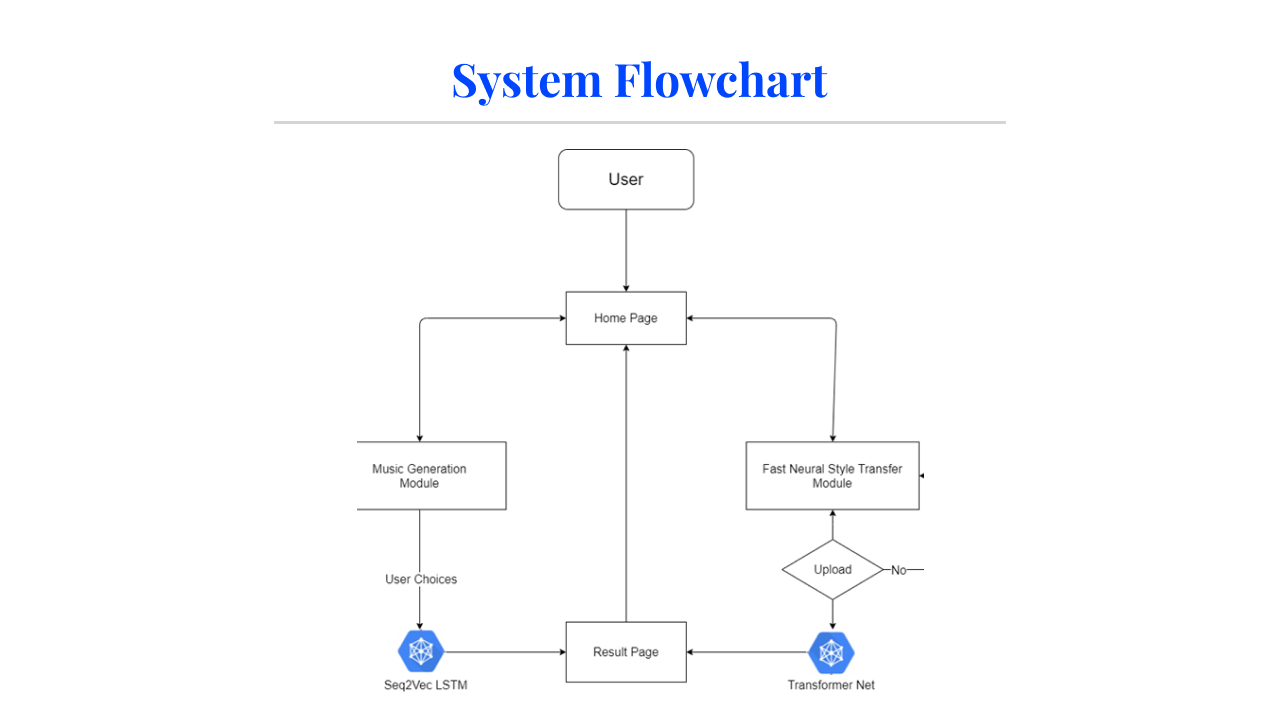 System Flowchart
User
Home Page
Music Generation
Module
Fast Neural Style Transfer
Module
User Choices
Upload
No
Result Page
Seq2Vec LSTM
Transformer Net